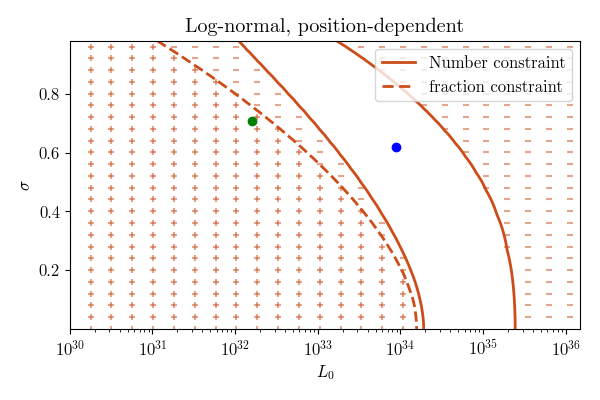 Log-normal, position-dependent
Number constraint
fraction constraint
0.8
0.6
0.4
0.2
σ
10^30 10^31 10^32 10^33 10^34 10^35 10^36
L_0